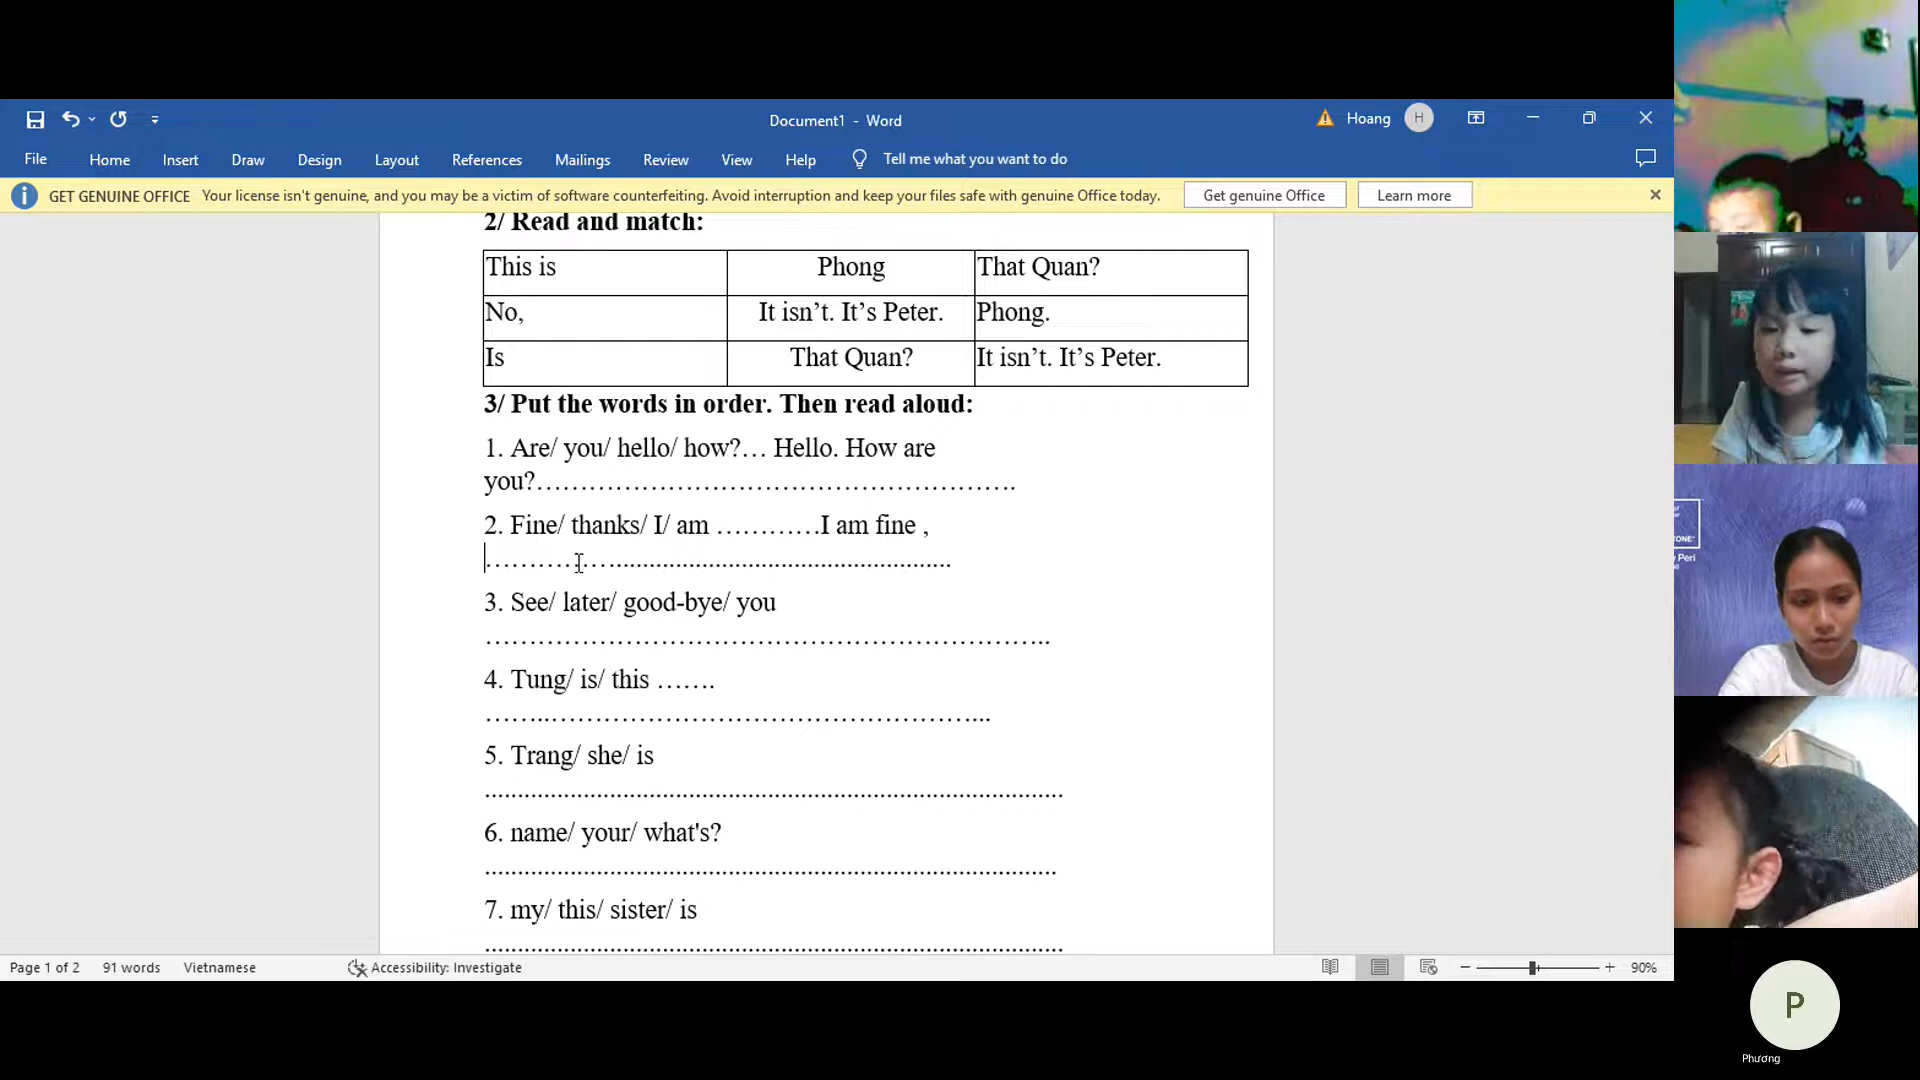 Document1 - Word
Hoang
H
File Home Insert Draw Design Layout References Mailings Review View Help Tell me what you want to do
GET GENUINE OFFICE Your license isn't genuine, and you may be a victim of software counterfeiting. Avoid interruption and keep your files safe with genuine Office today. Get genuine Office Learn more
2/ Read and match:
This is Phong That Quan?
No, It isn’t. It’s Peter. Phong.
Is That Quan? It isn’t. It’s Peter.
3/ Put the words in order. Then read aloud:
1. Are/ you/ hello/ how?… Hello. How are
you?……………………………………………….
2. Fine/ thanks/ I/ am …………I am fine ,
…………….....................................................
3. See/ later/ good-bye/ you
………………………………………………………..
4. Tung/ is/ this …….
……..…………………………………………...
5. Trang/ she/ is
........................................................................................
6. name/ your/ what's?
.......................................................................................
7. my/ this/ sister/ is
........................................................................................
Page 1 of 2 91 words Vietnamese Accessibility: Investigate 90%
P
Phương